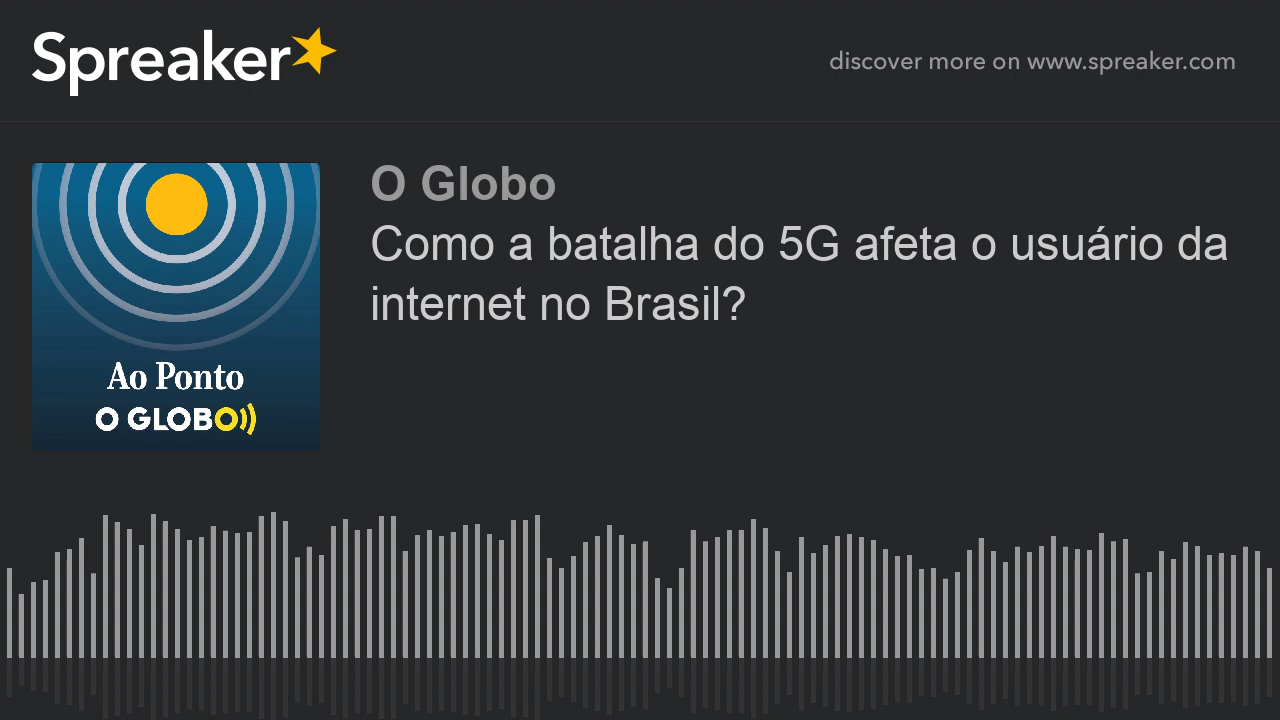 Spreaker
discover more on www.spreaker.com
O Globo
Como a batalha do 5G afeta o usuário da
internet no Brasil?
Ao Ponto
O GLOBO